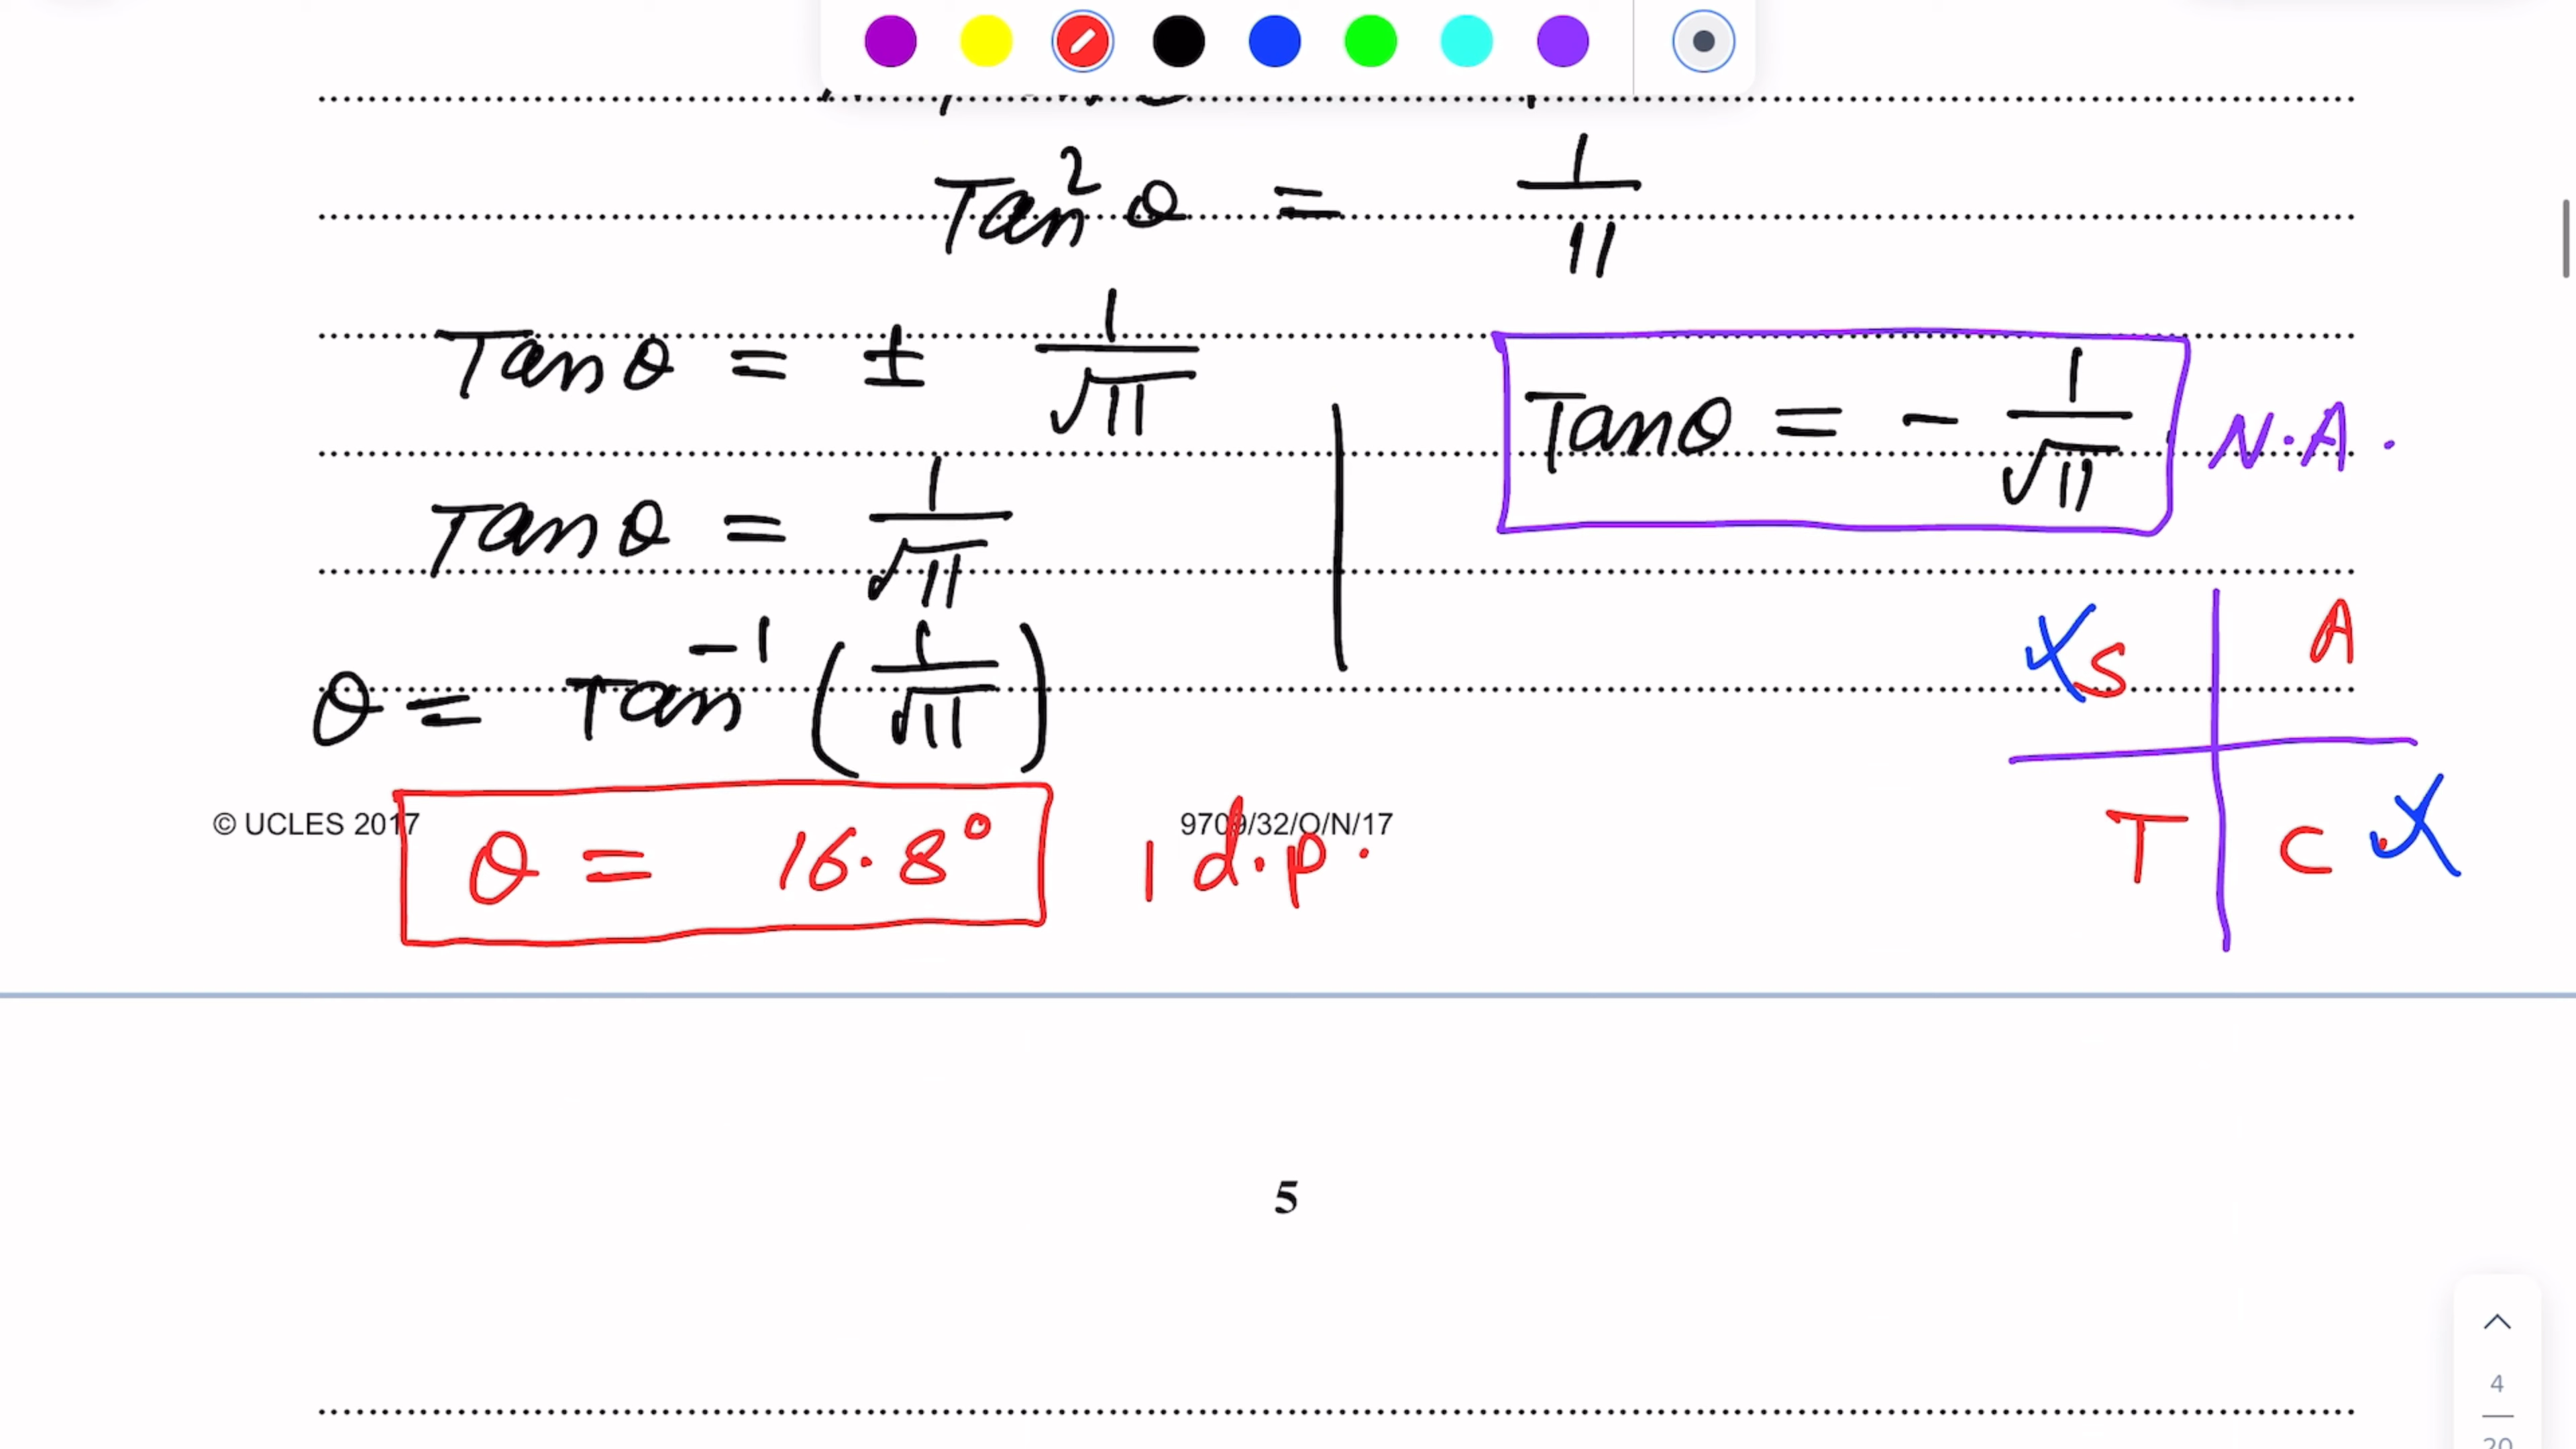 Tan²θ = 1/11
Tanθ = ± 1/√11
Tanθ = - 1/√11 N.A.
Tanθ = 1/√11
θ = Tan⁻¹ (1/√11)
S A
T C
© UCLES 2017 9709/32/O/N/17
θ = 16.8° 1 d.p.
5
4
20